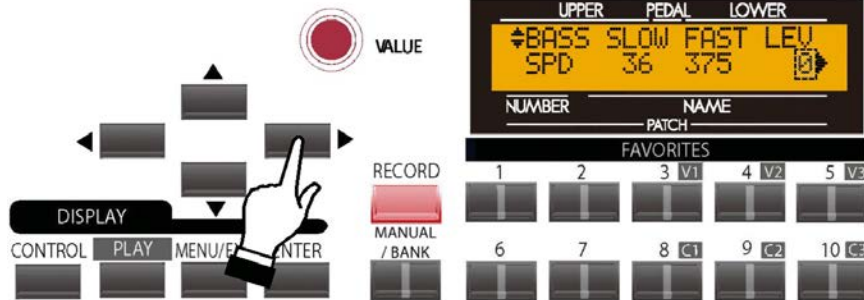 VALUE
DISPLAY
CONTROL
PLAY
MENU/E
ENTER
RECORD
MANUAL
/ BANK
UPPER PEDAL LOWER
BASS SLOW FAST LEV
SPD 36 375 0
NUMBER NAME
PATCH
FAVORITES
1 2 3 V1 4 V2 5 V3
6 7 8 C1 9 C2 10 C3